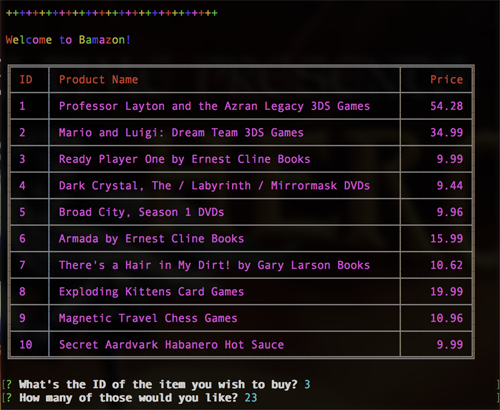 ++++++++++++++++++++++++++++++++++
Welcome to Bamazon!
ID Product Name Price
1 Professor Layton and the Azran Legacy 3DS Games 54.28
2 Mario and Luigi: Dream Team 3DS Games 34.99
3 Ready Player One by Ernest Cline Books 9.99
4 Dark Crystal, The / Labyrinth / Mirrormask DVDs 9.44
5 Broad City, Season 1 DVDs 9.96
6 Armada by Ernest Cline Books 15.99
7 There's a Hair in My Dirt! by Gary Larson Books 10.62
8 Exploding Kittens Card Games 19.99
9 Magnetic Travel Chess Games 10.96
10 Secret Aardvark Habanero Hot Sauce 9.99
[? What's the ID of the item you wish to buy? 3 ]
[? How many of those would you like? 23 ]